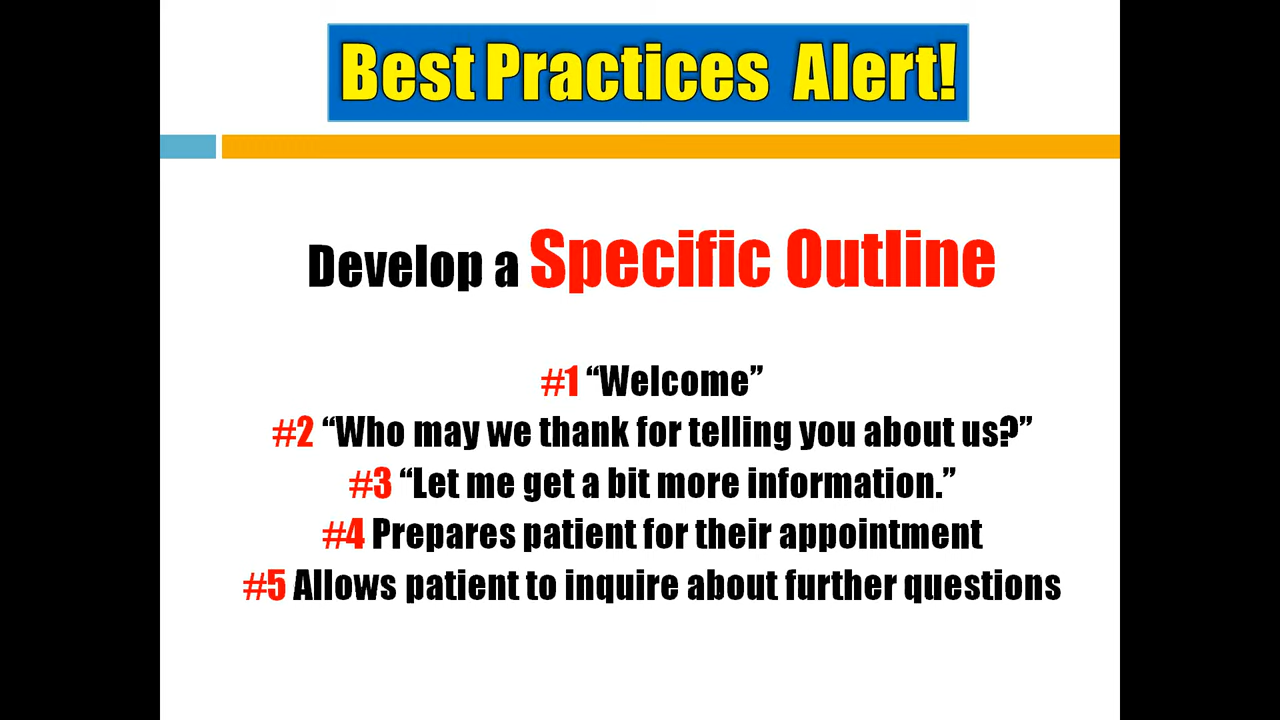 Best Practices Alert!
Develop a Specific Outline
#1 “Welcome”
#2 “Who may we thank for telling you about us?”
#3 “Let me get a bit more information.”
#4 Prepares patient for their appointment
#5 Allows patient to inquire about further questions